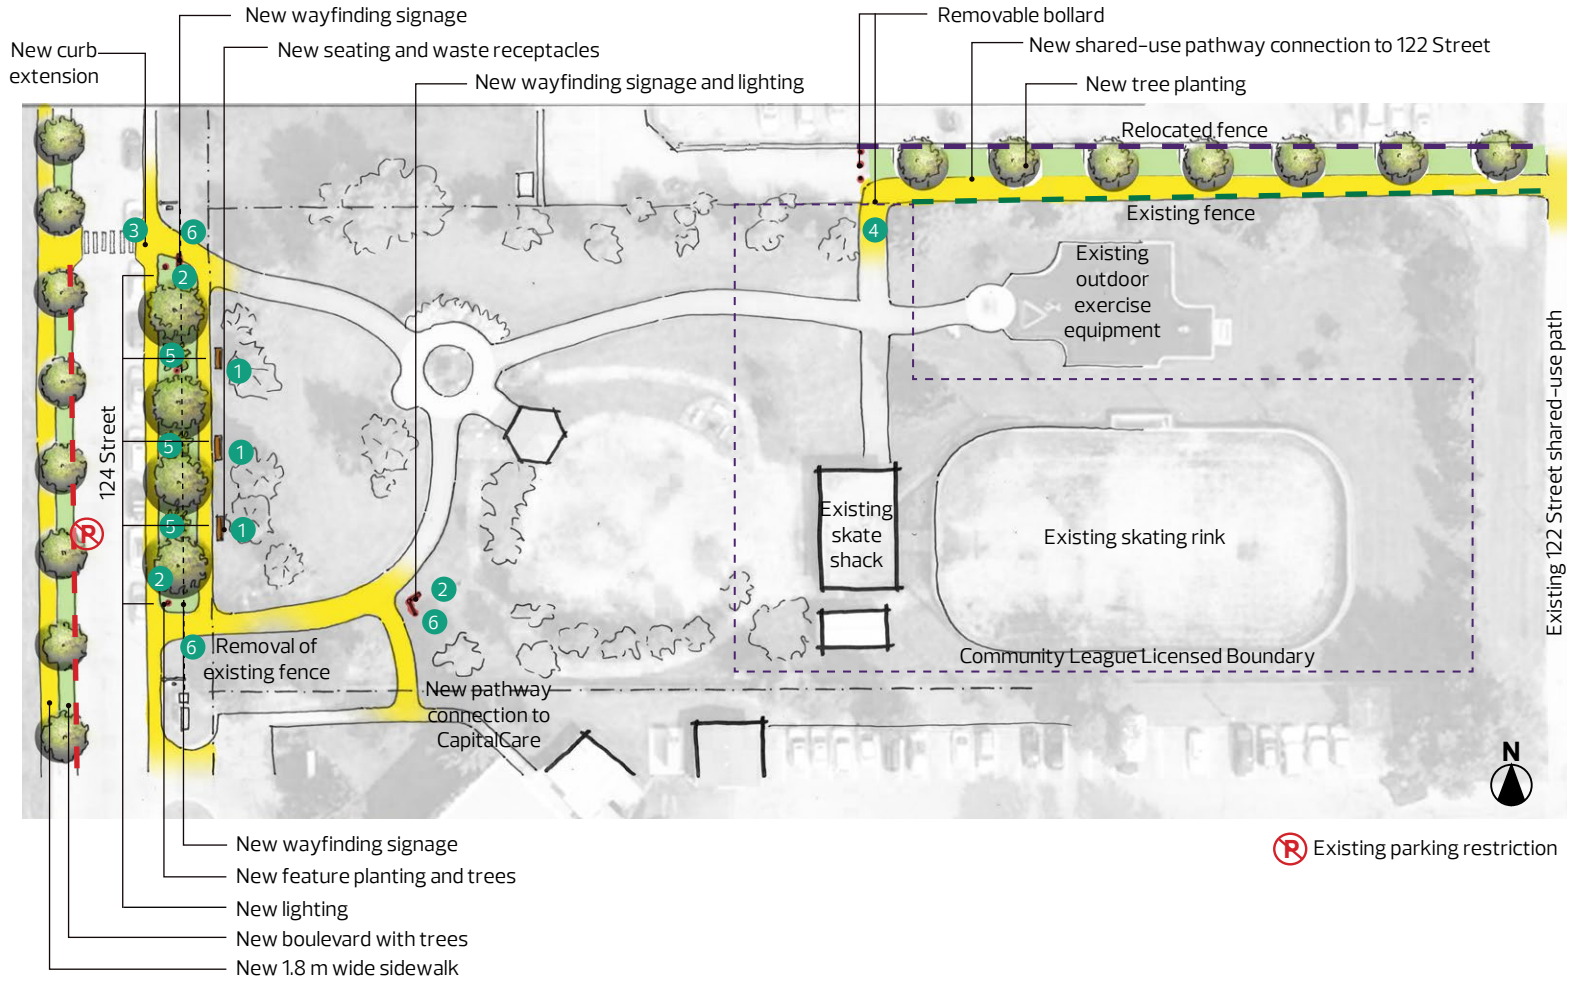 New wayfinding signage
Removable bollard
New curb
extension
New seating and waste receptacles
New shared-use pathway connection to 122 Street
New wayfinding signage and lighting
New tree planting
Relocated fence
Existing fence
3
6
4
2
Existing
outdoor
exercise
equipment
5
1
124 Street
5
1
5
1
P
Existing
skate
shack
Existing skating rink
Existing 122 Street shared-use path
2
2
6
6
Removal of
existing fence
Community League Licensed Boundary
New pathway
connection to
CapitalCare
N
New wayfinding signage
P Existing parking restriction
New feature planting and trees
New lighting
New boulevard with trees
New 1.8 m wide sidewalk